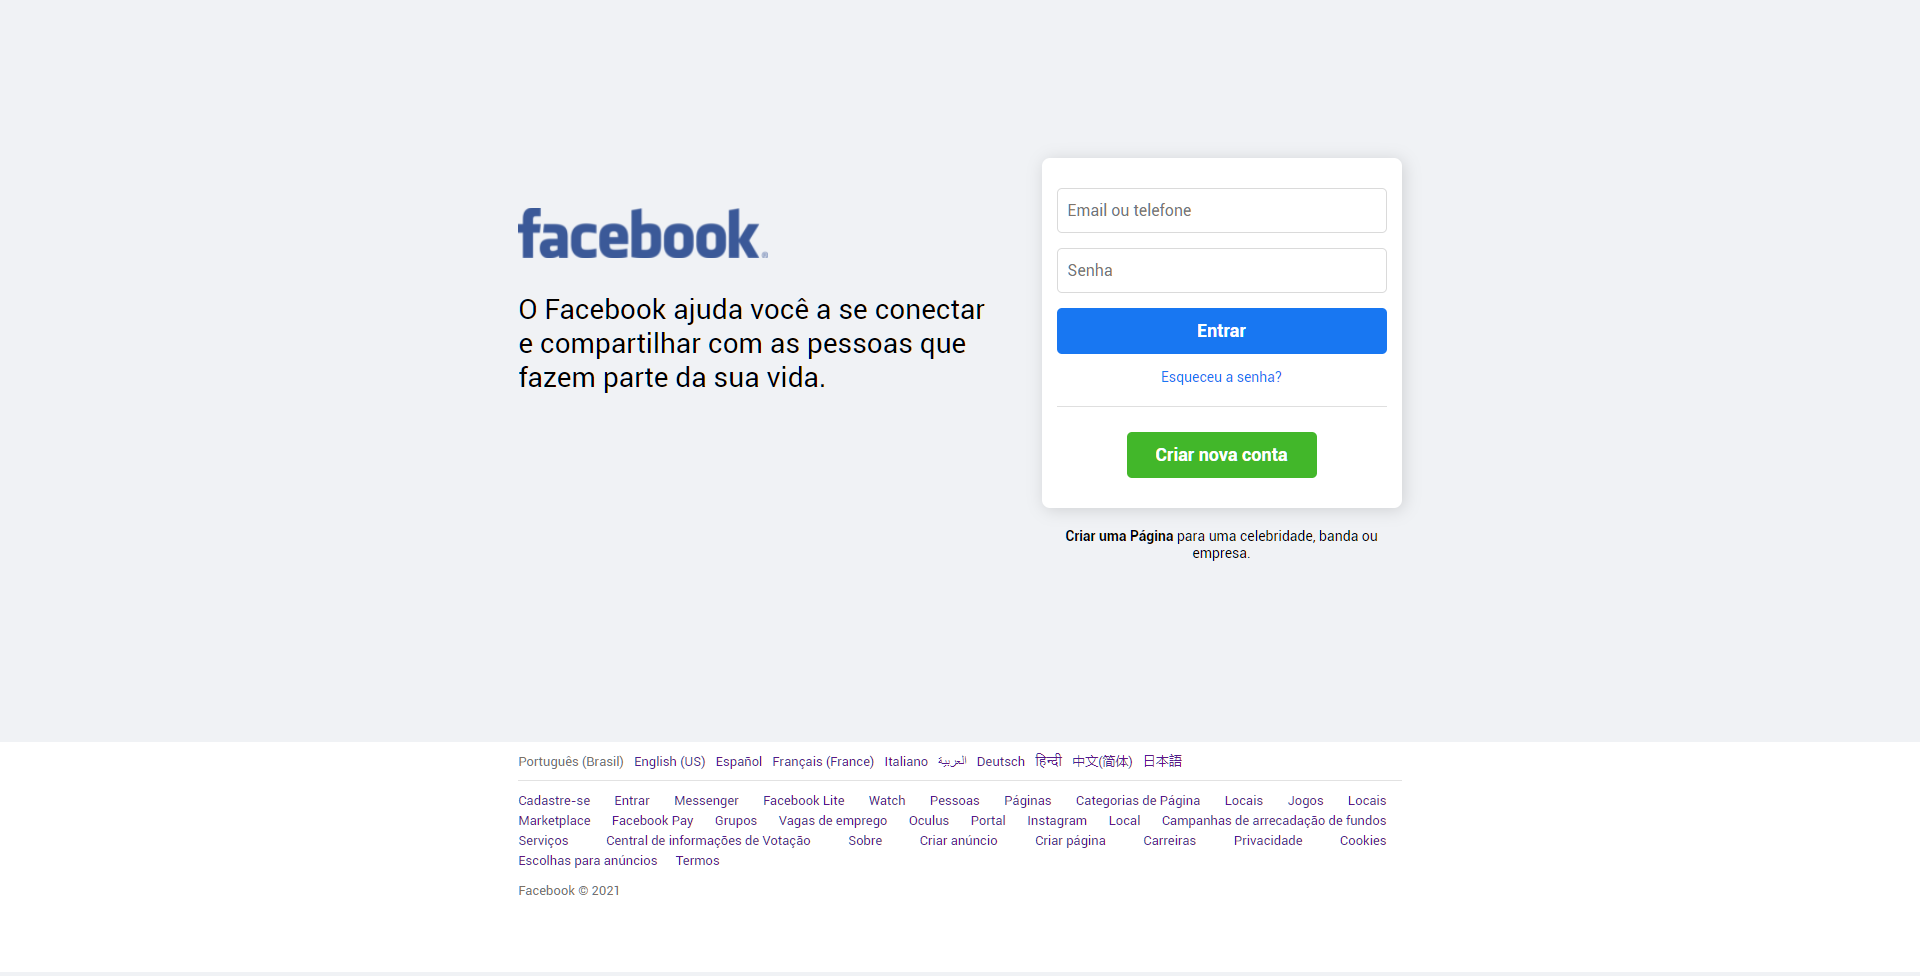 facebook
O Facebook ajuda você a se conectar
e compartilhar com as pessoas que
fazem parte da sua vida.
Email ou telefone
Senha
Entrar
Esqueceu a senha?
Criar nova conta
Criar uma Página para uma celebridade, banda ou
empresa.
Português (Brasil) English (US) Español Français (France) Italiano العربية Deutsch हिन्दी 中文(简体) 日本語
Cadastre-se Entrar Messenger Facebook Lite Watch Pessoas Páginas Categorias de Página Locais Jogos Locais
Marketplace Facebook Pay Grupos Vagas de emprego Oculus Portal Instagram Local Campanhas de arrecadação de fundos
Serviços Central de informações de Votação Sobre Criar anúncio Criar página Carreiras Privacidade Cookies
Escolhas para anúncios Termos
Facebook © 2021